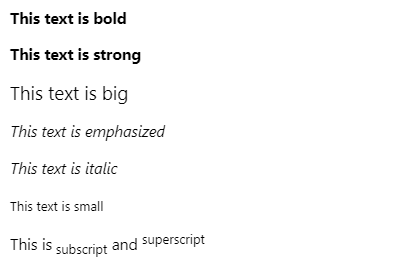 This text is bold
This text is strong
This text is big
This text is emphasized
This text is italic
This text is small
This is subscript and superscript